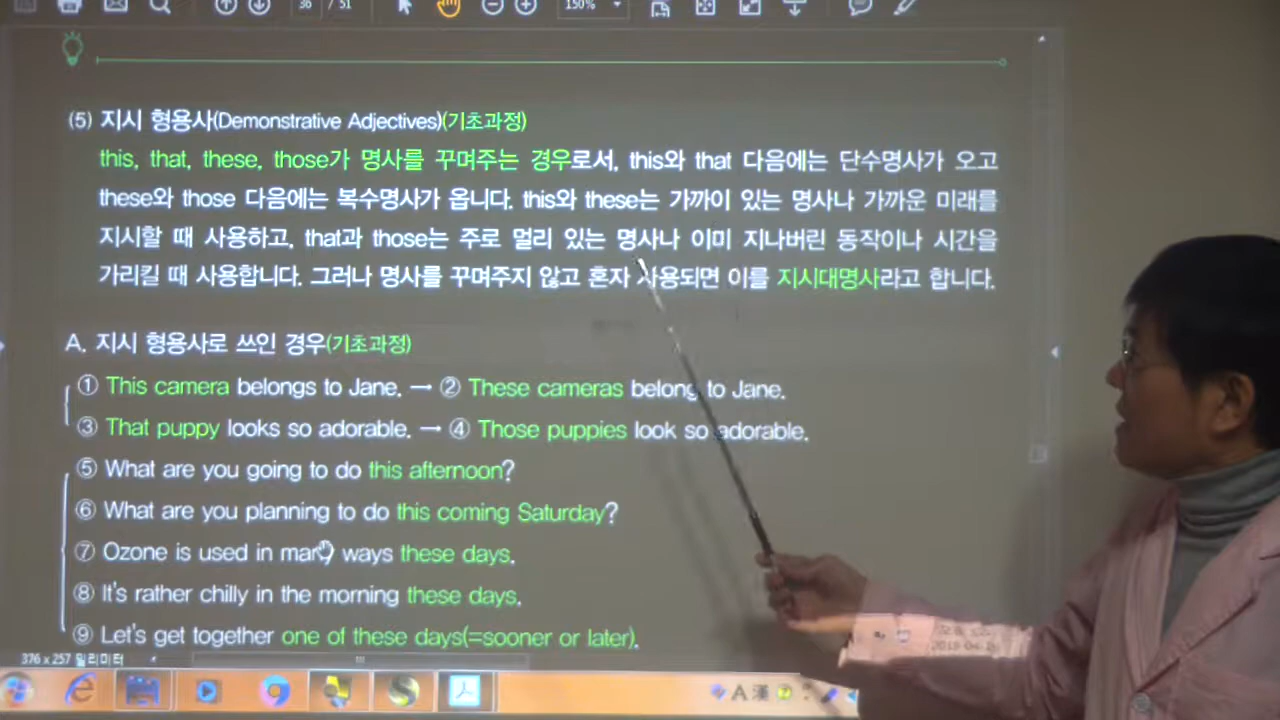 36 / 51
150%
(5) 지시 형용사(Demonstrative Adjectives)(기초과정)
this, that, these, those가 명사를 꾸며주는 경우로서, this와 that 다음에는 단수명사가 오고
these와 those 다음에는 복수명사가 옵니다. this와 these는 가까이 있는 명사나 가까운 미래를
지시할 때 사용하고, that과 those는 주로 멀리 있는 명사나 이미 지나버린 동작이나 시간을
가리킬 때 사용합니다. 그러나 명사를 꾸며주지 않고 혼자 사용되면 이를 지시대명사라고 합니다.
A. 지시 형용사로 쓰인 경우(기초과정)
① This camera belongs to Jane. → ② These cameras belong to Jane.
③ That puppy looks so adorable. → ④ Those puppies look so adorable.
⑤ What are you going to do this afternoon?
⑥ What are you planning to do this coming Saturday?
⑦ Ozone is used in many ways these days.
⑧ It's rather chilly in the morning these days.
⑨ Let's get together one of these days(=sooner or later).
376 x 257 밀리미터
A 漢